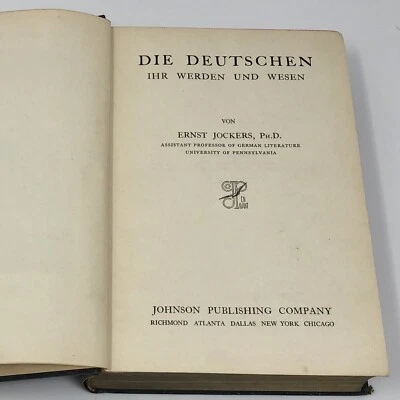 DIE DEUTSCHEN
IHR WERDEN UND WESEN
VON
ERNST JOCKERS, PH.D.
ASSISTANT PROFESSOR OF GERMAN LITERATURE
UNIVERSITY OF PENNSYLVANIA
JOHNSON PUBLISHING COMPANY
RICHMOND ATLANTA DALLAS NEW YORK CHICAGO